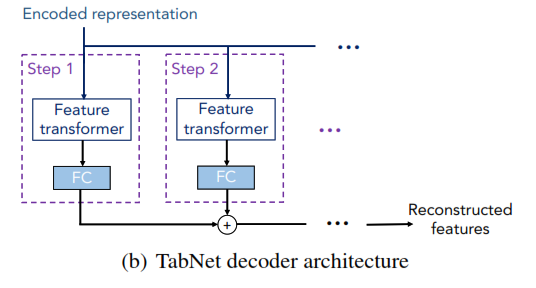 Encoded representation
...
Step 1
Step 2
Feature
transformer
Feature
transformer
...
FC
FC
+
...
Reconstructed
features
(b) TabNet decoder architecture